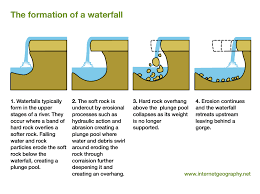 The formation of a waterfall
1. Waterfalls typically
form in the upper
stages of a river. They
occur where a band of
hard rock overlies a
softer rock. Falling
water and rock
particles erode the soft
rock below the
waterfall, creating a
plunge pool.
2. The soft rock is
undercut by erosional
processes such as
hydraulic action and
abrasion creating a
plunge pool where
water and debris swirl
around eroding the
rock through
corrasion further
deepening it and
creating an overhang.
3. Hard rock overhang
above the plunge pool
collapses as its weight
is no longer
supported.
4. Erosion continues
and the waterfall
retreats upstream
leaving behind a
gorge.
www.internetgeography.net